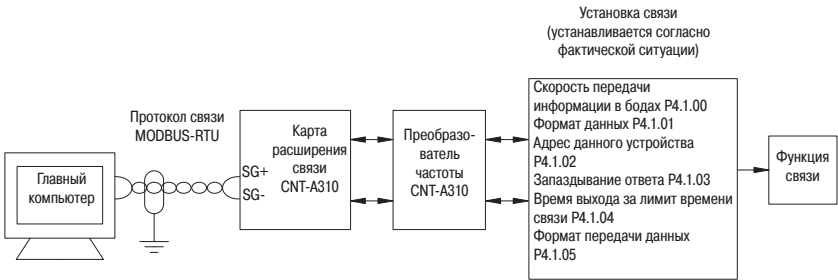 Установка связи
(устанавливается согласно
фактической ситуации)
Протокол связи
MODBUS-RTU
Главный
компьютер
SG+
SG-
Карта
расширения
связи
CNT-A310
Преобразо-
ватель
частоты
CNT-A310
Скорость передачи
информации в бодах P4.1.00
Формат данных P4.1.01
Адрес данного устройства
P4.1.02
Запаздывание ответа P4.1.03
Время выхода за лимит времени
связи P4.1.04
Формат передачи данных
P4.1.05
Функция
связи